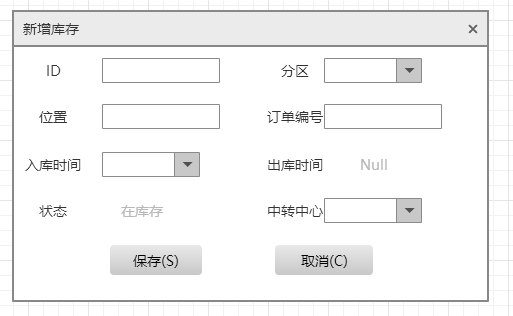 新增库存
ID 分区
位置 订单编号
入库时间 出库时间 Null
状态 在库存 中转中心
保存(S) 取消(C)